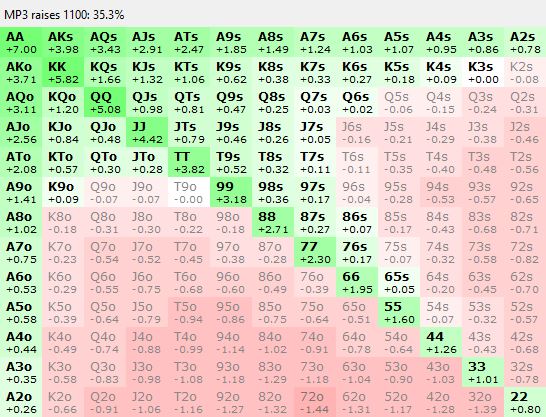 MP3 raises 1100: 35.3%
AA AKs AQs AJs ATs A9s A8s A7s A6s A5s A4s A3s A2s
+7.00 +3.98 +3.43 +2.91 +2.47 +1.85 +1.49 +1.24 +1.03 +1.07 +0.95 +0.86 +0.78
AKo KK KQs KJs KTs K9s K8s K7s K6s K5s K4s K3s K2s
+3.71 +5.82 +1.66 +1.32 +1.06 +0.62 +0.38 +0.33 +0.27 +0.18 +0.09 +0.00 -0.08
AQo KQo QQ QJs QTs Q9s Q8s Q7s Q6s Q5s Q4s Q3s Q2s
+3.11 +1.20 +5.08 +0.98 +0.81 +0.47 +0.25 +0.03 +0.02 -0.06 -0.15 -0.24 -0.31
AJo KJo QJo JJ JTs J9s J8s J7s J6s J5s J4s J3s J2s
+2.56 +0.84 +0.48 +4.42 +0.79 +0.46 +0.26 +0.05 -0.16 -0.21 -0.29 -0.38 -0.46
ATo KTo QTo JTo TT T9s T8s T7s T6s T5s T4s T3s T2s
+2.08 +0.57 +0.30 +0.28 +3.82 +0.52 +0.32 +0.11 -0.11 -0.35 -0.40 -0.48 -0.56
A9o K9o Q9o J9o T9o 99 98s 97s 96s 95s 94s 93s 92s
+1.41 +0.09 -0.07 -0.07 -0.00 +3.18 +0.36 +0.17 -0.04 -0.28 -0.53 -0.57 -0.65
A8o K8o Q8o J8o T8o 98o 88 87s 86s 85s 84s 83s 82s
+1.02 -0.18 -0.31 -0.30 -0.22 -0.18 +2.71 +0.27 +0.07 -0.17 -0.43 -0.68 -0.71
A7o K7o Q7o J7o T7o 97o 87o 77 76s 75s 74s 73s 72s
+0.75 -0.23 -0.54 -0.52 -0.45 -0.38 -0.28 +2.30 +0.17 -0.07 -0.32 -0.58 -0.82
A6o K6o Q6o J6o T6o 96o 86o 76o 66 65s 64s 63s 62s
+0.53 -0.29 -0.55 -0.75 -0.68 -0.60 -0.49 -0.39 +1.95 +0.05 -0.20 -0.45 -0.70
A5o K5o Q5o J5o T5o 95o 85o 75o 65o 55 54s 53s 52s
+0.58 -0.39 -0.64 -0.79 -0.94 -0.86 -0.75 -0.64 -0.51 +1.60 -0.07 -0.32 -0.57
A4o K4o Q4o J4o T4o 94o 84o 74o 64o 54o 44 43s 42s
+0.44 -0.49 -0.74 -0.88 -0.99 -1.14 -1.02 -0.91 -0.78 -0.64 +1.26 -0.43 -0.68
A3o K3o Q3o J3o T3o 93o 83o 73o 63o 53o 43o 33 32s
+0.35 -0.58 -0.83 -0.98 -1.08 -1.18 -1.29 -1.18 -1.04 -0.90 -1.03 +1.01 -0.78
A2o K2o Q2o J2o T2o 92o 82o 72o 62o 52o 42o 32o 22
+0.26 -0.66 -0.91 -1.06 -1.16 -1.27 -1.32 -1.44 -1.31 -1.17 -1.28 -1.39 +0.80